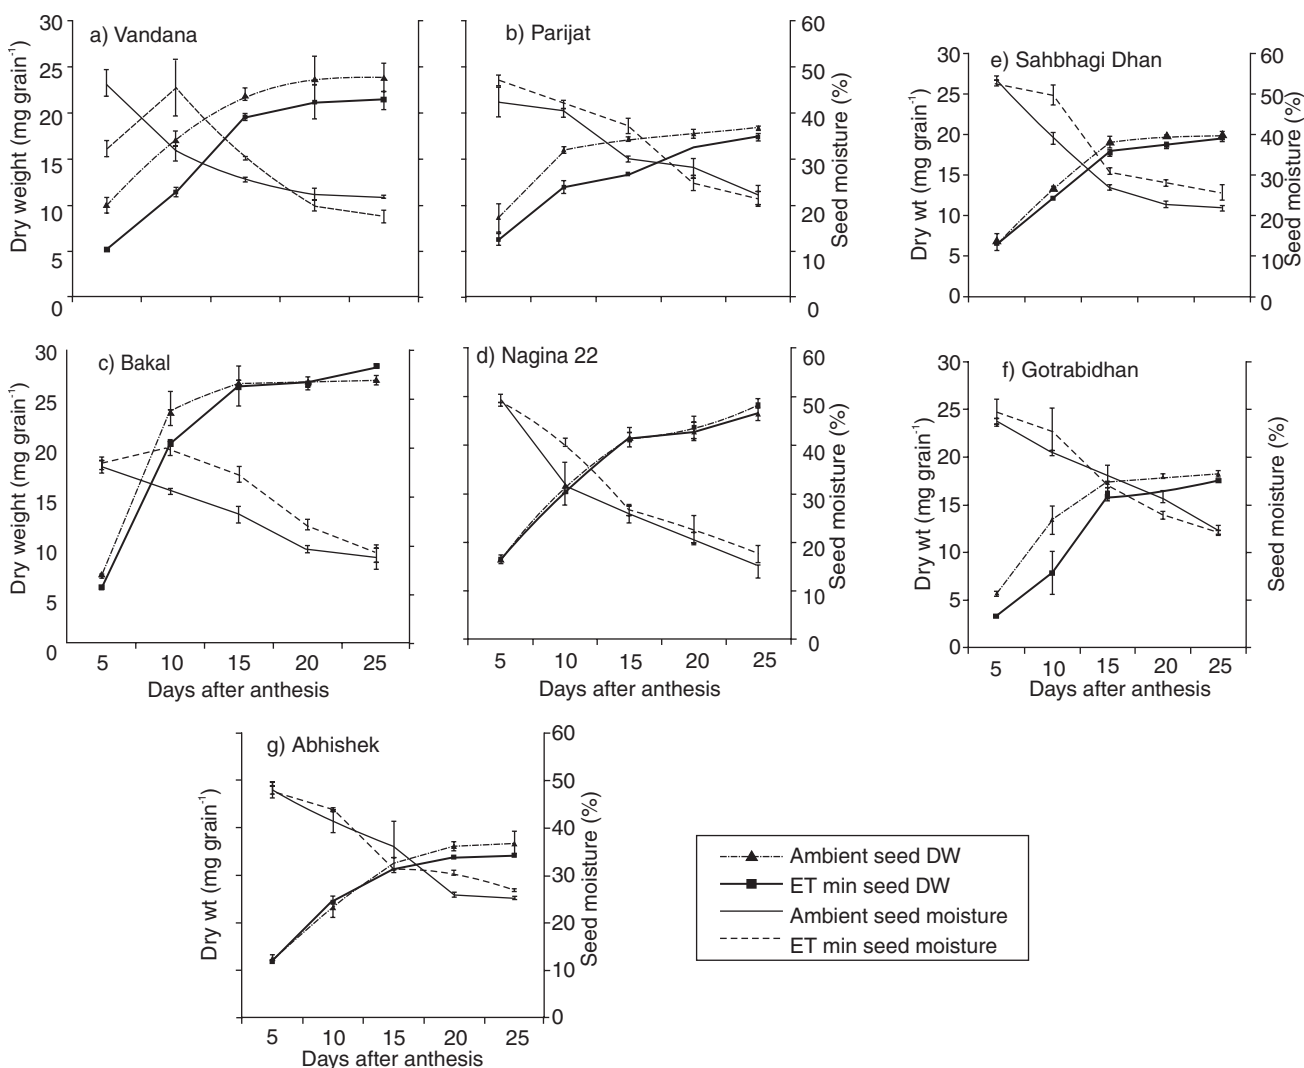 a) Vandana
30
25
20
15
10
5
0
Dry weight (mg grain-1)
b) Parijat
60
50
40
30
20
10
0
Seed moisture (%)
e) Sahbhagi Dhan
30
25
20
15
10
5
0
Dry wt (mg grain-1)
60
50
40
30
20
10
0
Seed moisture (%)
c) Bakal
30
25
20
15
10
5
0
Dry weight (mg grain-1)
5 10 15 20 25
Days after anthesis
d) Nagina 22
60
50
40
30
20
10
0
Seed moisture (%)
5 10 15 20 25
Days after anthesis
f) Gotrabidhan
30
25
20
15
10
5
0
Dry wt (mg grain-1)
Seed moisture (%)
5 10 15 20 25
Days after anthesis
g) Abhishek
Dry wt (mg grain-1)
60
50
40
30
20
10
0
Seed moisture (%)
5 10 15 20 25
Days after anthesis
Ambient seed DW
ET min seed DW
Ambient seed moisture
ET min seed moisture